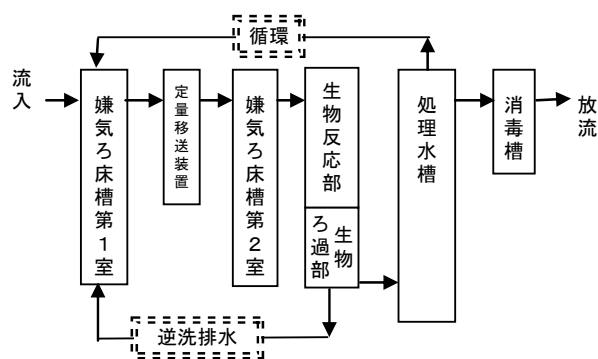 循環
流入
嫌気ろ床槽第1室
定量移送装置
嫌気ろ床槽第2室
生物反応部
生物ろ過部
処理水槽
消毒槽
放流
逆洗排水